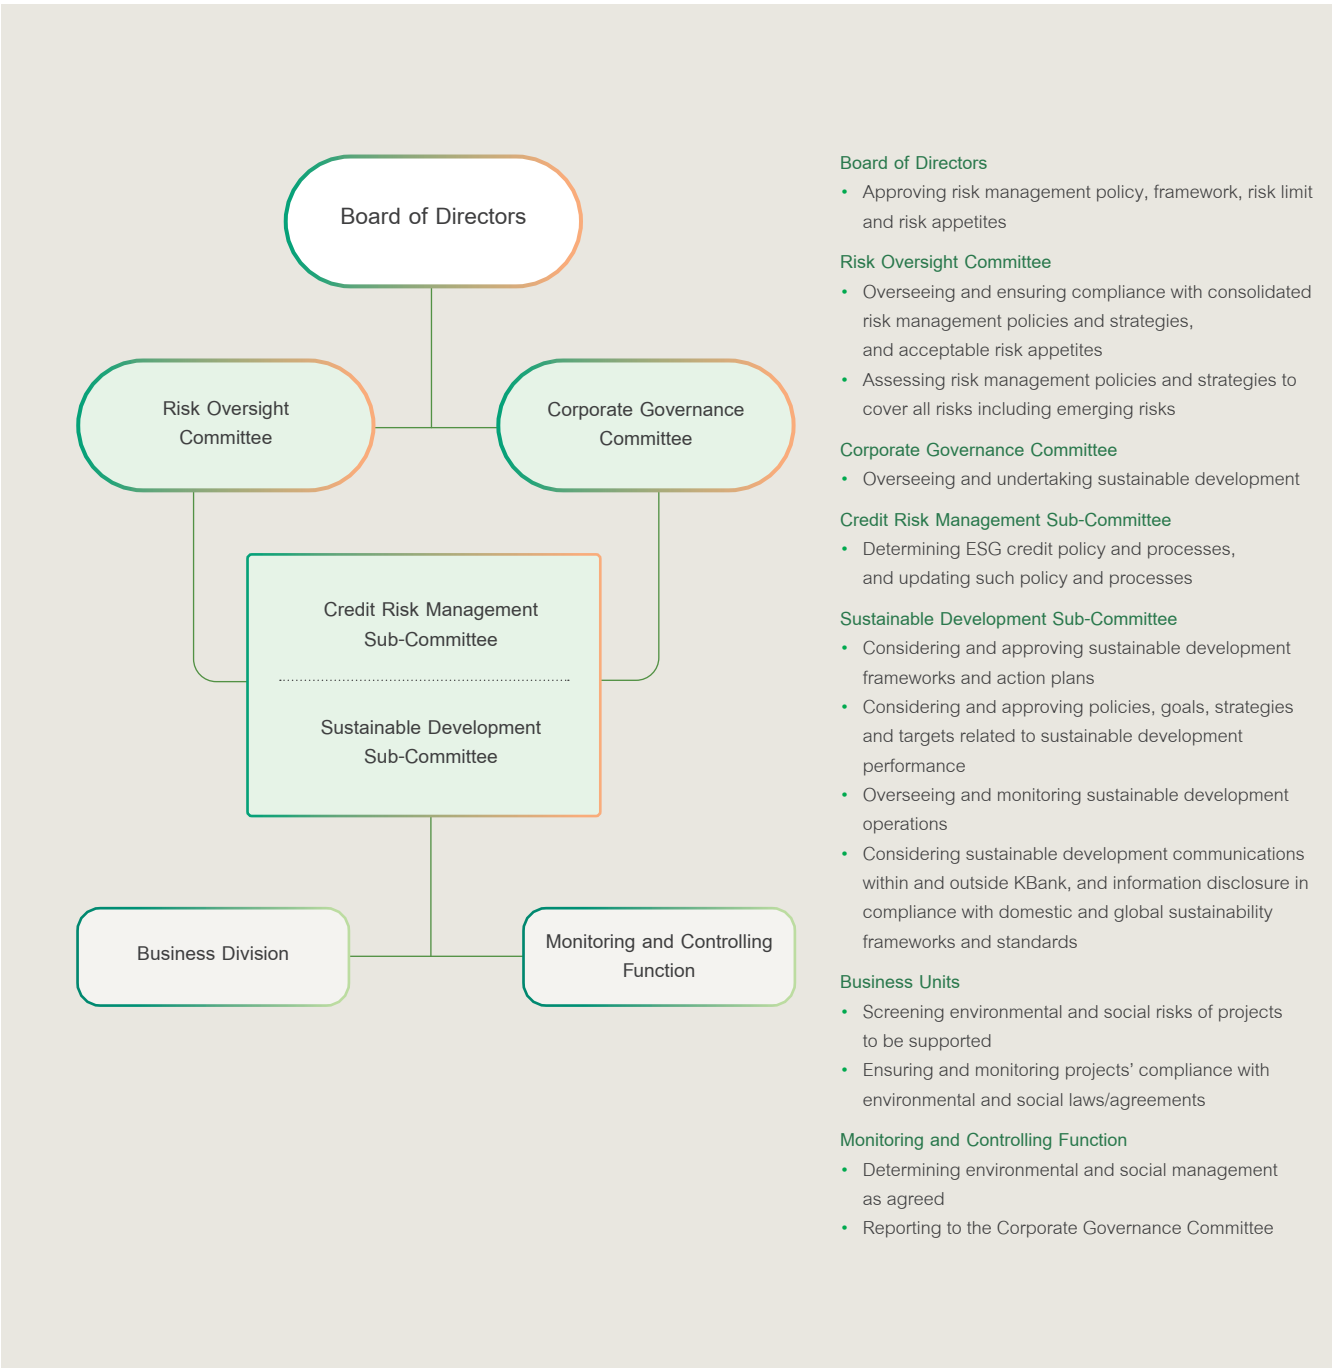 Board of Directors
Risk Oversight
Committee
Corporate Governance
Committee
Credit Risk Management
Sub-Committee
Sustainable Development
Sub-Committee
Business Division
Monitoring and Controlling
Function
Board of Directors
• Approving risk management policy, framework, risk limit
and risk appetites
Risk Oversight Committee
• Overseeing and ensuring compliance with consolidated
risk management policies and strategies,
and acceptable risk appetites
• Assessing risk management policies and strategies to
cover all risks including emerging risks
Corporate Governance Committee
• Overseeing and undertaking sustainable development
Credit Risk Management Sub-Committee
• Determining ESG credit policy and processes,
and updating such policy and processes
Sustainable Development Sub-Committee
• Considering and approving sustainable development
frameworks and action plans
• Considering and approving policies, goals, strategies
and targets related to sustainable development
performance
• Overseeing and monitoring sustainable development
operations
• Considering sustainable development communications
within and outside KBank, and information disclosure in
compliance with domestic and global sustainability
frameworks and standards
Business Units
• Screening environmental and social risks of projects
to be supported
• Ensuring and monitoring projects’ compliance with
environmental and social laws/agreements
Monitoring and Controlling Function
• Determining environmental and social management
as agreed
• Reporting to the Corporate Governance Committee